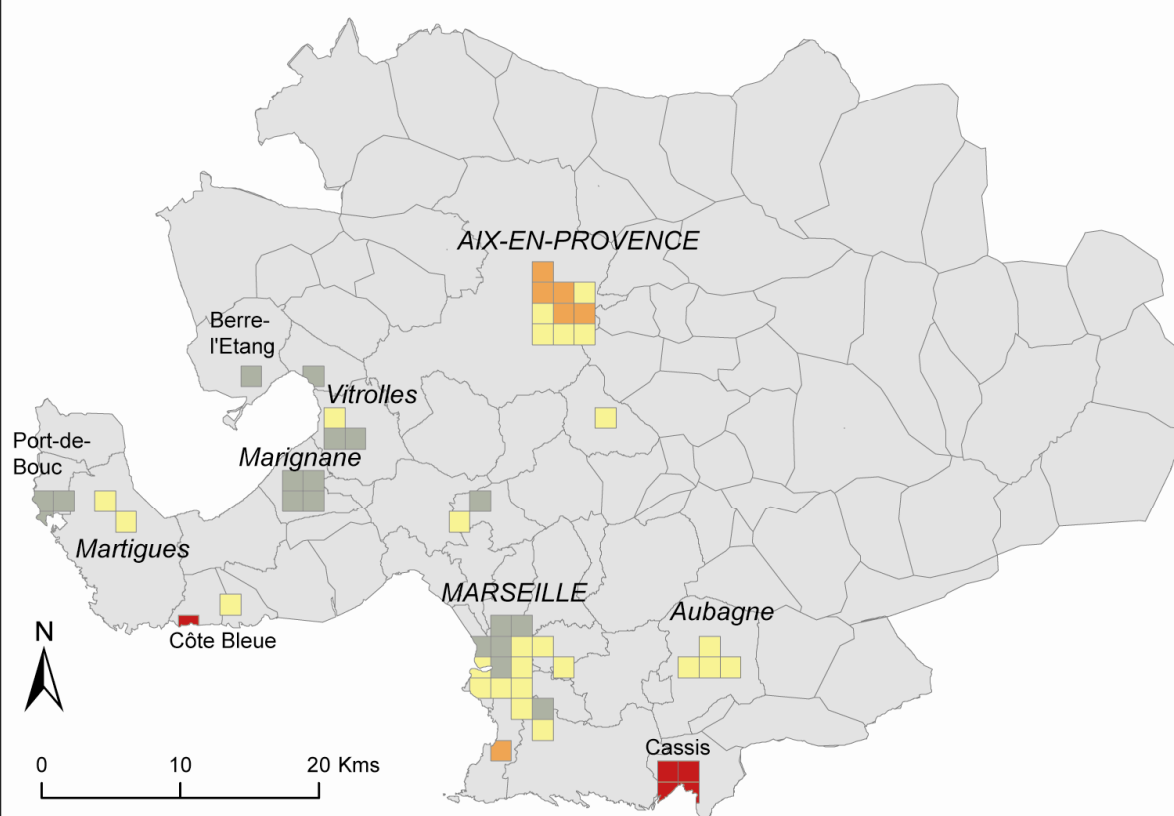 AIX-EN-PROVENCE
Berre-
l'Etang
Vitrolles
Port-de-
Bouc
Marignane
Martigues
MARSEILLE
Aubagne
N
Côte Bleue
Cassis
0 10 20 Kms